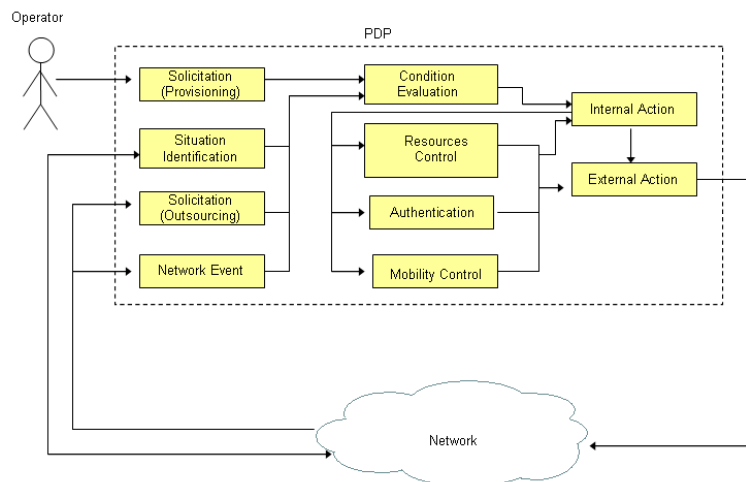 Operator
PDP
Solicitation
(Provisioning)
Condition
Evaluation
Internal Action
Situation
Identification
Resources
Control
External Action
Solicitation
(Outsourcing)
Authentication
Network Event
Mobility Control
Network